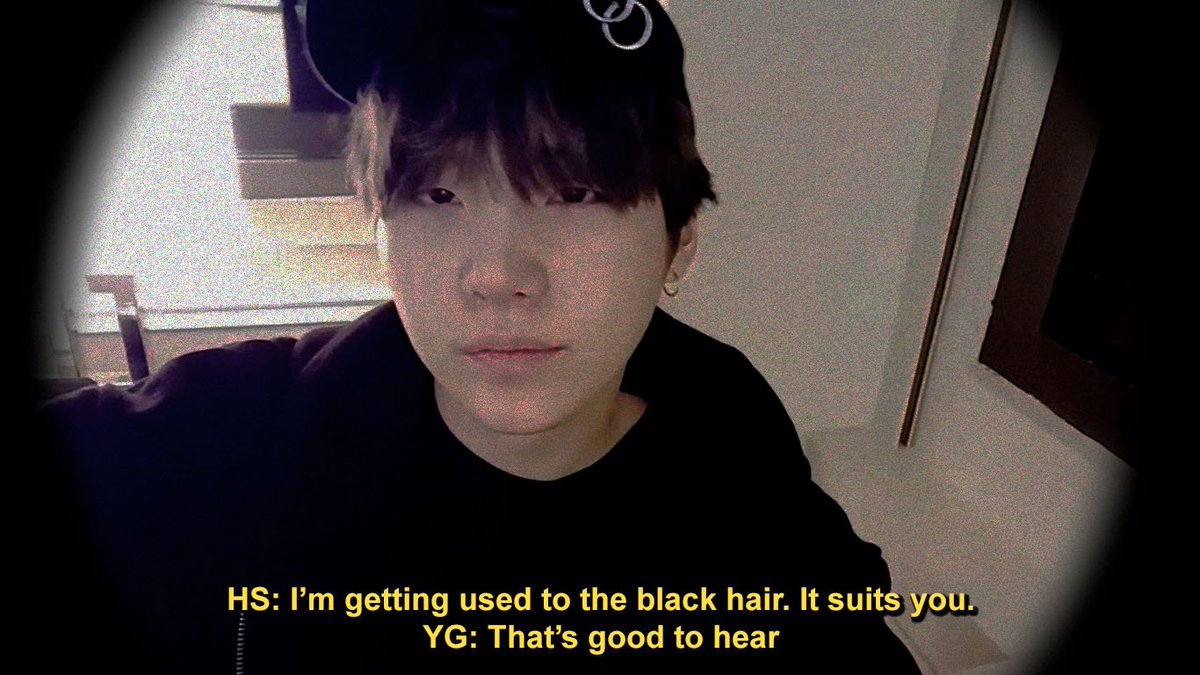 HS: I’m getting used to the black hair. It suits you.
YG: That’s good to hear